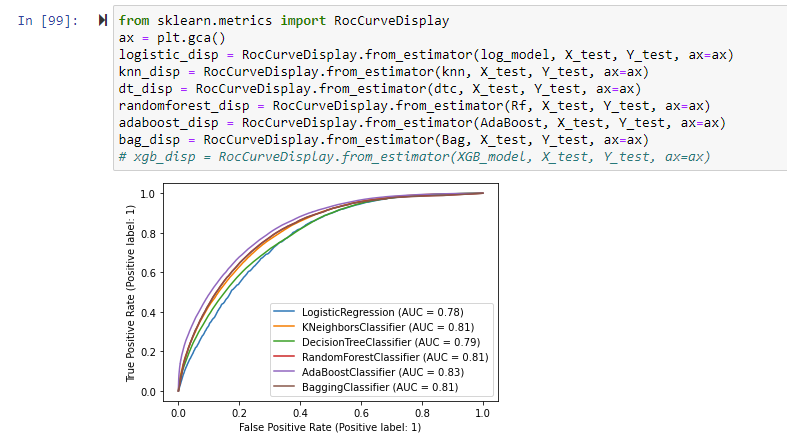 In [99]:
from sklearn.metrics import RocCurveDisplay
ax = plt.gca()
logistic_disp = RocCurveDisplay.from_estimator(log_model, X_test, Y_test, ax=ax)
knn_disp = RocCurveDisplay.from_estimator(knn, X_test, Y_test, ax=ax)
dt_disp = RocCurveDisplay.from_estimator(dtc, X_test, Y_test, ax=ax)
randomforest_disp = RocCurveDisplay.from_estimator(Rf, X_test, Y_test, ax=ax)
adaboost_disp = RocCurveDisplay.from_estimator(AdaBoost, X_test, Y_test, ax=ax)
bag_disp = RocCurveDisplay.from_estimator(Bag, X_test, Y_test, ax=ax)
# xgb_disp = RocCurveDisplay.from_estimator(XGB_model, X_test, Y_test, ax=ax)
True Positive Rate (Positive label: 1)
1.0
0.8
0.6
0.4
0.2
0.0
LogisticRegression (AUC = 0.78)
KNeighborsClassifier (AUC = 0.81)
DecisionTreeClassifier (AUC = 0.79)
RandomForestClassifier (AUC = 0.81)
AdaBoostClassifier (AUC = 0.83)
BaggingClassifier (AUC = 0.81)
0.0 0.2 0.4 0.6 0.8 1.0
False Positive Rate (Positive label: 1)